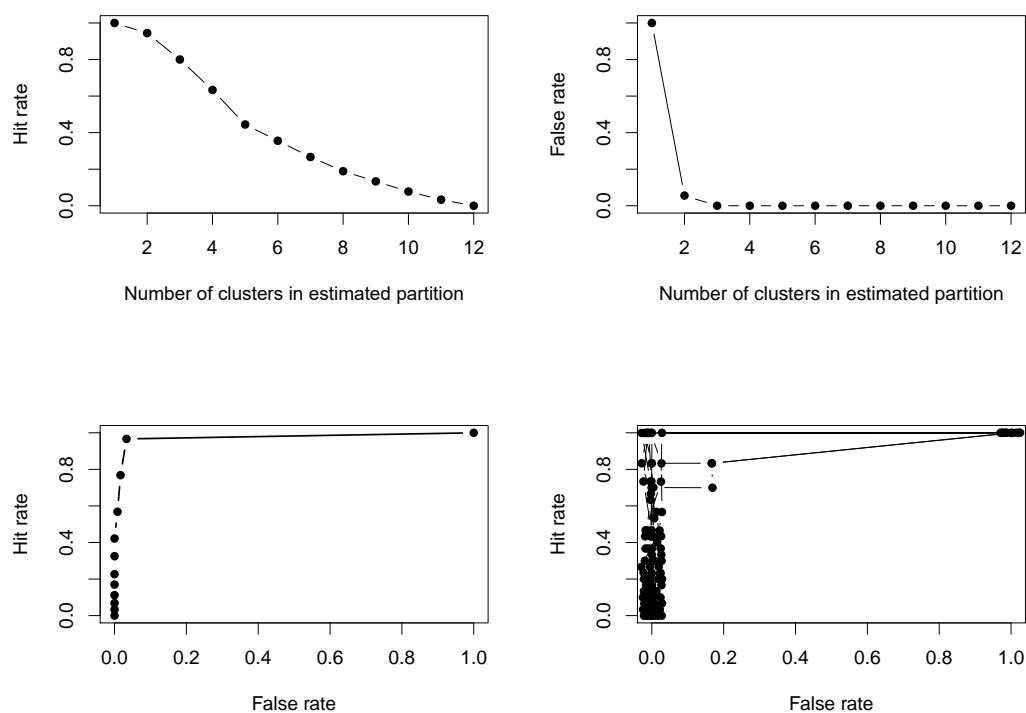 Hit rate
0.0 0.4 0.8
2 4 6 8 10 12
Number of clusters in estimated partition
False rate
0.0 0.4 0.8
2 4 6 8 10 12
Number of clusters in estimated partition
Hit rate
0.0 0.4 0.8
0.0 0.2 0.4 0.6 0.8 1.0
False rate
Hit rate
0.0 0.4 0.8
0.0 0.2 0.4 0.6 0.8 1.0
False rate